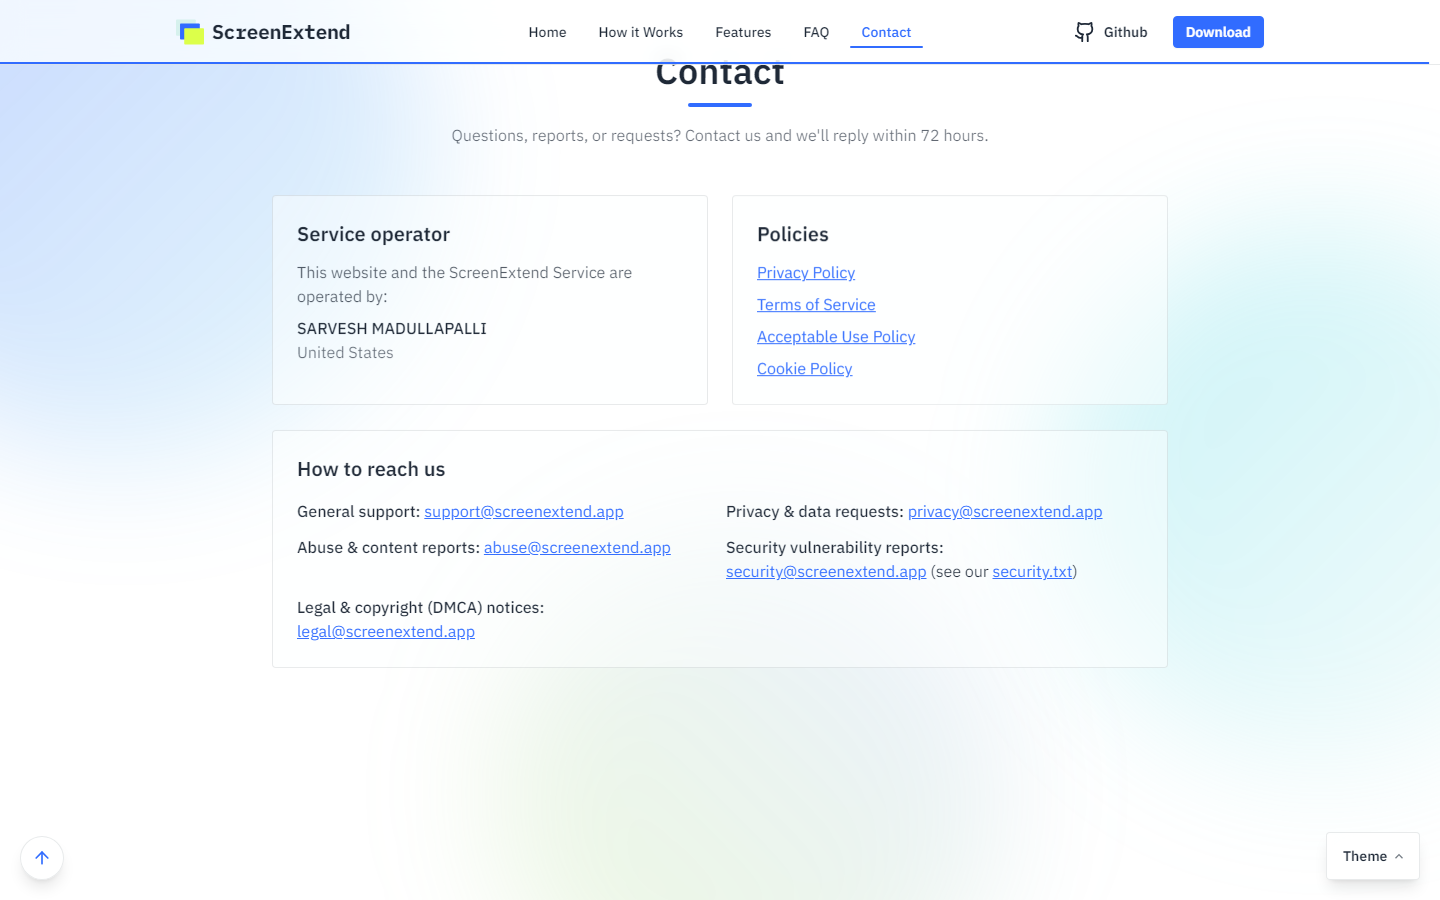 ScreenExtend
Home
How it Works
Features
FAQ
Contact
Github
Download
Contact
Questions, reports, or requests? Contact us and we'll reply within 72 hours.
Service operator
This website and the ScreenExtend Service are
operated by:
SARVESH MADULLAPALLI
United States
Policies
Privacy Policy
Terms of Service
Acceptable Use Policy
Cookie Policy
How to reach us
General support: support@screenextend.app
Privacy & data requests: privacy@screenextend.app
Abuse & content reports: abuse@screenextend.app
Security vulnerability reports:
security@screenextend.app (see our security.txt)
Legal & copyright (DMCA) notices:
legal@screenextend.app
Theme